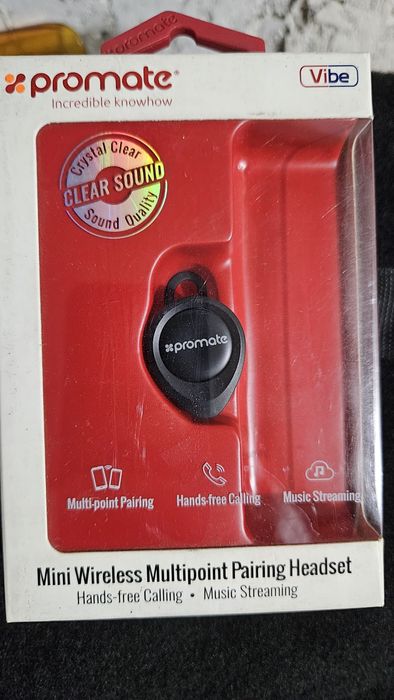 promate
promate
Incredible knowhow
Vibe
Crystal Clear
CLEAR SOUND
Sound Quality
promate
Multi-point Pairing
Hands-free Calling
Music Streaming
Mini Wireless Multipoint Pairing Headset
Hands-free Calling • Music Streaming